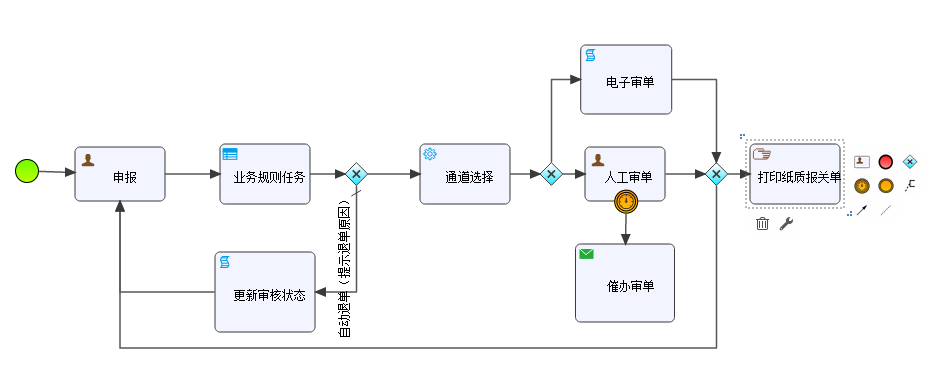 电子审单
申报
业务规则任务
通道选择
人工审单
打印纸质报关单
自动退单（提示退单原因）
更新审核状态
催办审单